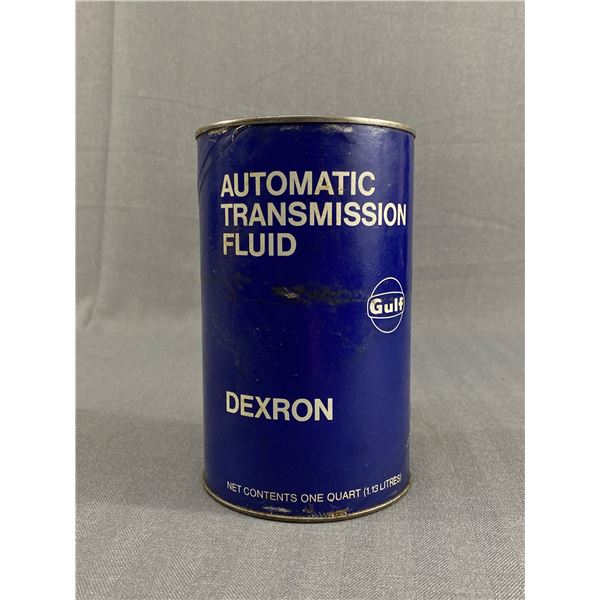 AUTOMATIC
TRANSMISSION
FLUID
Gulf
DEXRON
NET CONTENTS ONE QUART (1.13 LITRES)